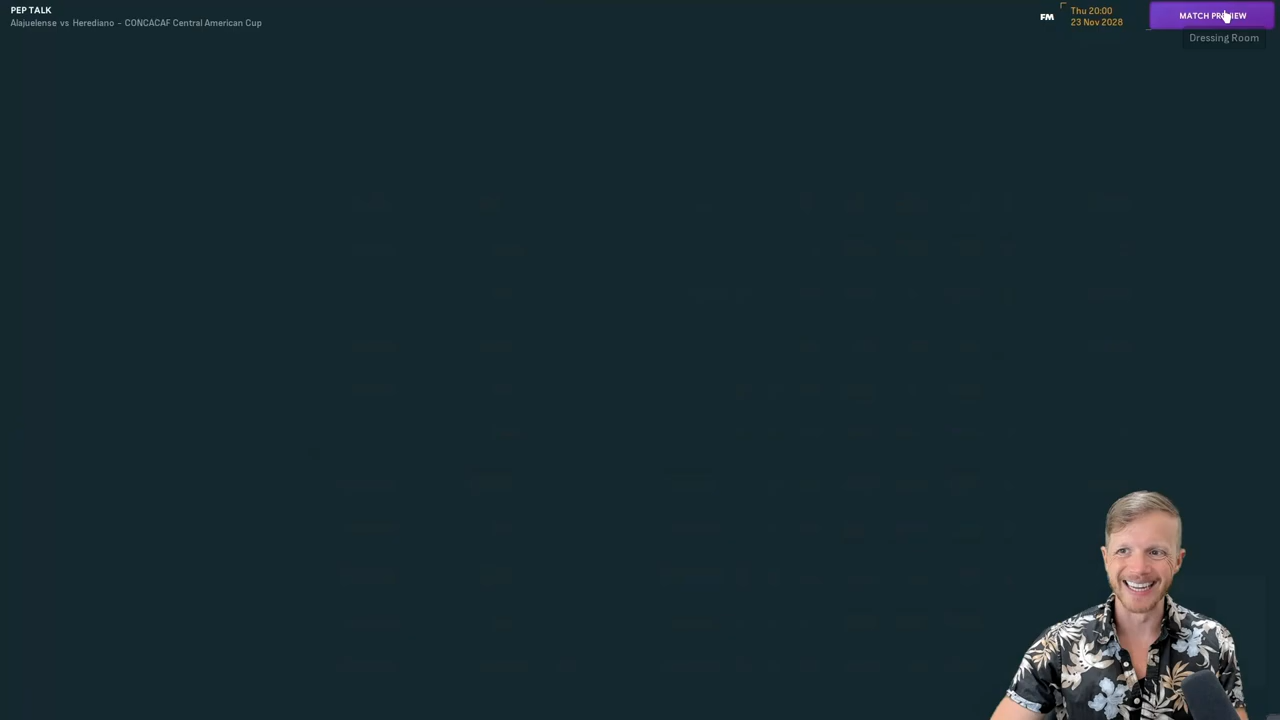 PEP TALK
Alajuelense vs Herediano - CONCACAF Central American Cup
FM
Thu 20:00
23 Nov 2028
MATCH PREVIEW
Dressing Room